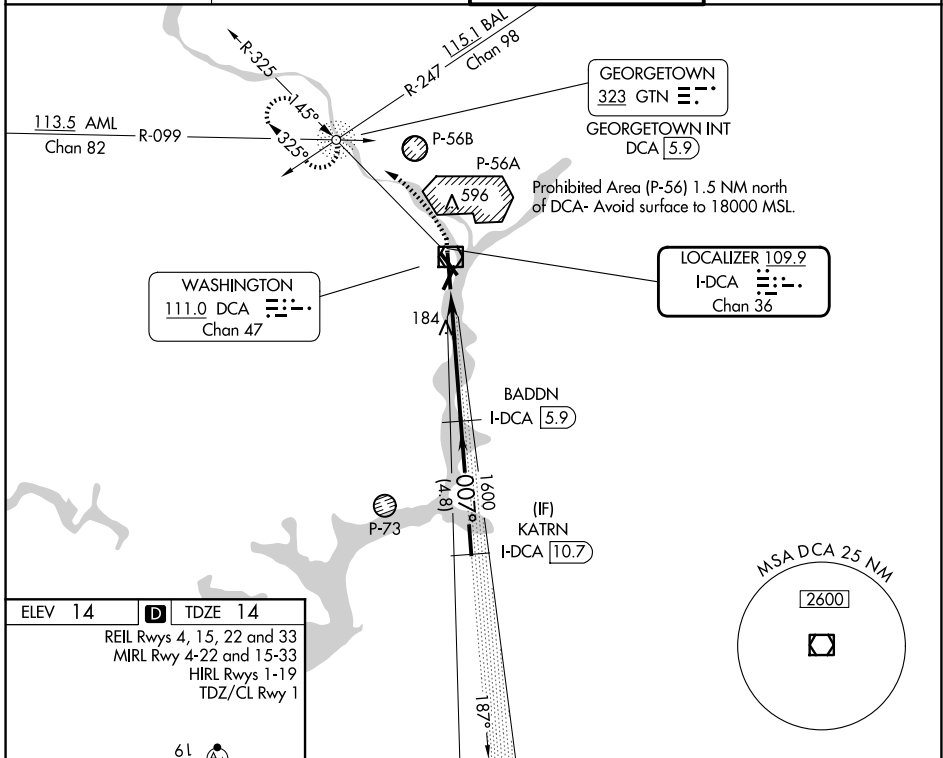 115.1 BAL
Chan 98
R-247
R-325
145°
325°
113.5 AML
Chan 82
R-099
GEORGETOWN
323 GTN
GEORGETOWN INT
DCA 5.9
P-56B
P-56A
596
Prohibited Area (P-56) 1.5 NM north
of DCA- Avoid surface to 18000 MSL.
WASHINGTON
111.0 DCA
Chan 47
LOCALIZER 109.9
I-DCA
Chan 36
184
BADDN
I-DCA 5.9
1600
007°
(4.8)
P-73
(IF)
KATRN
I-DCA 10.7
187°
MSA DCA 25 NM
2600
ELEV 14
D
TDZE 14
REIL Rwys 4, 15, 22 and 33
MIRL Rwy 4-22 and 15-33
HIRL Rwys 1-19
TDZ/CL Rwy 1
19